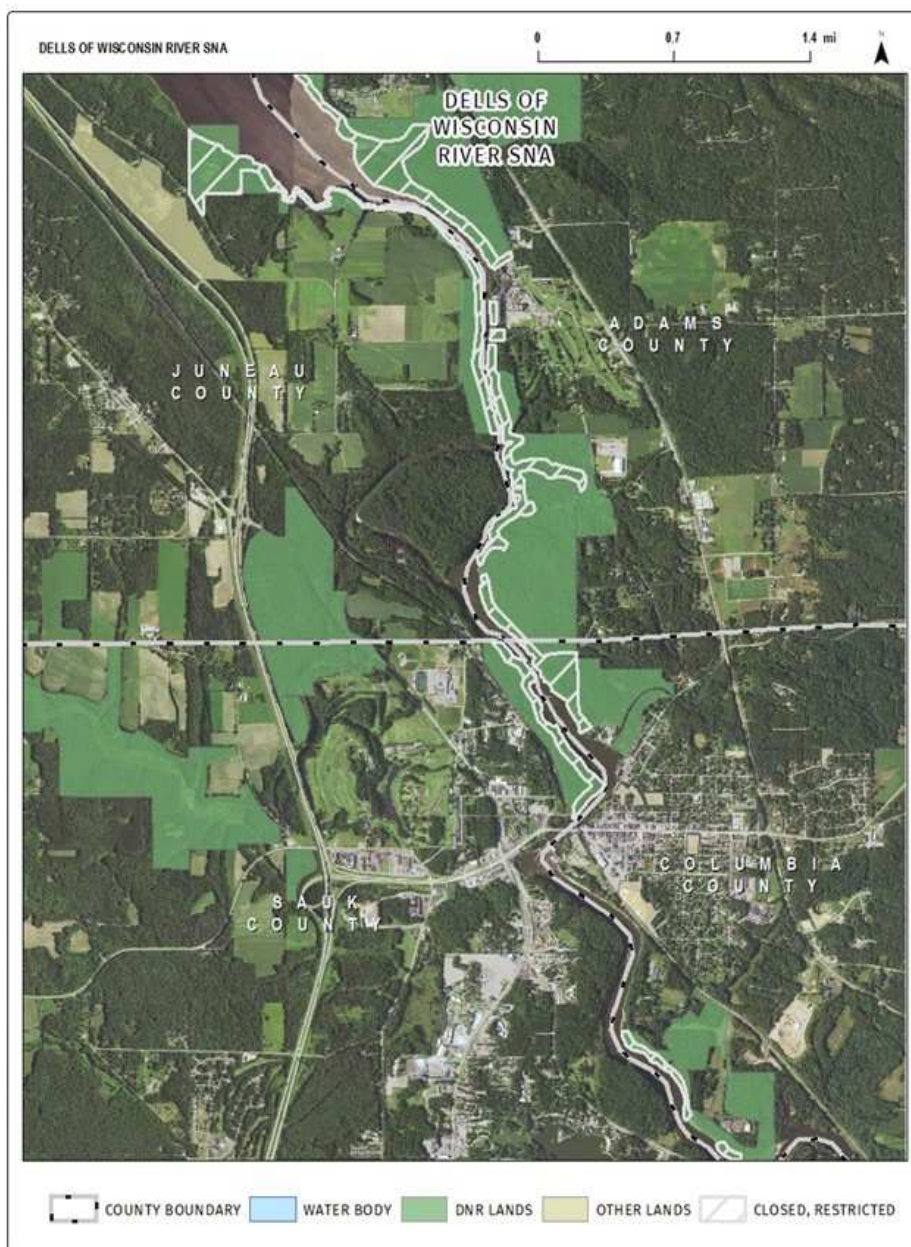 DELLS OF WISCONSIN RIVER SNA
0 0.7 1.4 mi
N
DELLS OF
WISCONSIN
RIVER SNA
ADAMS
COUNTY
JUNEAU
COUNTY
COLUMBIA
COUNTY
SAUK
COUNTY
COUNTY BOUNDARY WATER BODY DNR LANDS OTHER LANDS CLOSED, RESTRICTED